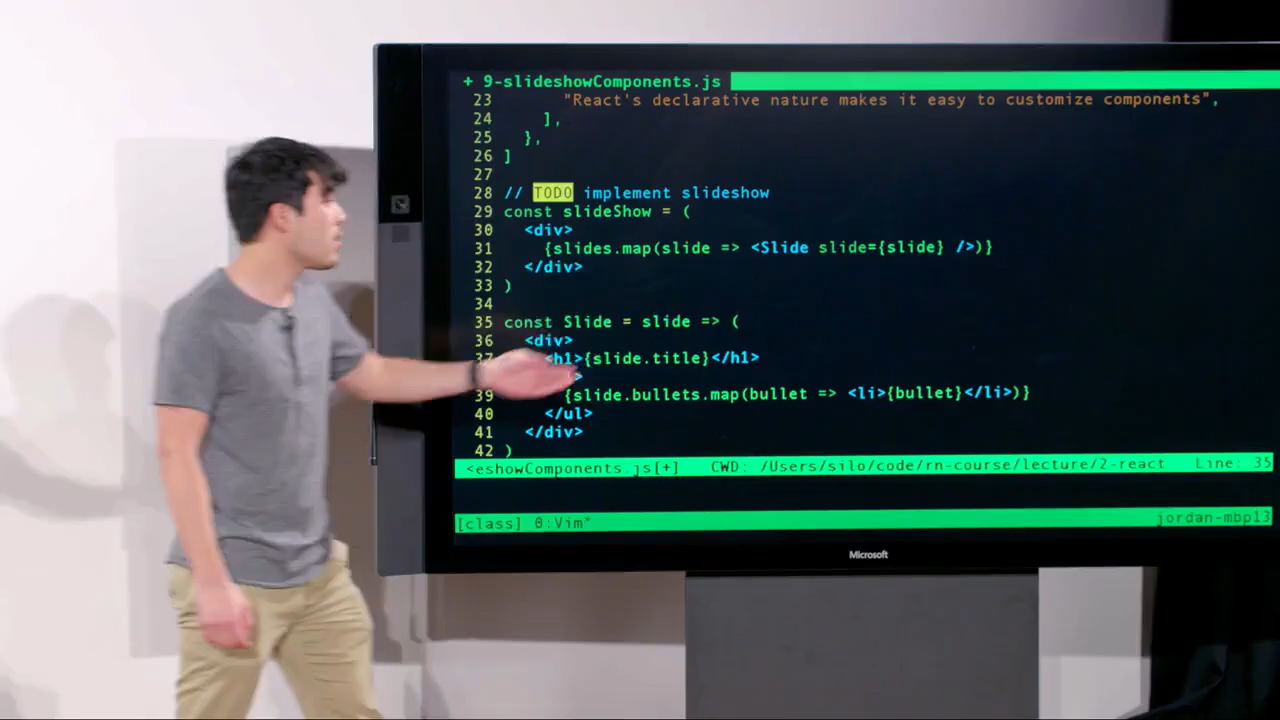 + 9-slideshowComponents.js
23 "React's declarative nature makes it easy to customize components",
24 ],
25 },
26 ]
27
28 // TODO implement slideshow
29 const slideShow = (
30 <div>
31 {slides.map(slide => <Slide slide={slide} />)}
32 </div>
33 )
34
35 const Slide = slide => (
36 <div>
37 <h1>{slide.title}</h1>
>
39 {slide.bullets.map(bullet => <li>{bullet}</li>)}
40 </ul>
41 </div>
42 )
<eshowComponents.js[+] CWD: /Users/silo/code/rn-course/lecture/2-react Line: 35
[class] 0:Vim* jordan-mbp13
Microsoft